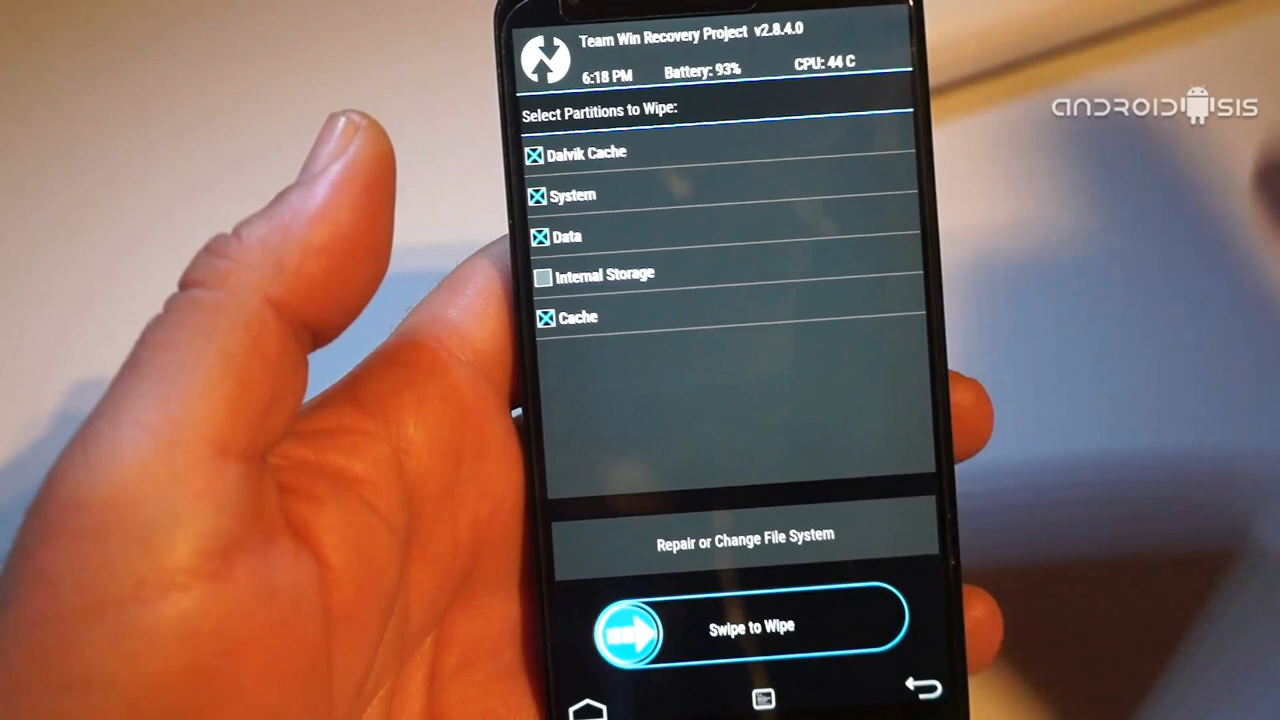 Team Win Recovery Project v2.8.4.0
6:18 PM Battery: 93% CPU: 44 C
ANDROIDSIS
Select Partitions to Wipe:
Dalvik Cache
System
Data
Internal Storage
Cache
Repair or Change File System
Swipe to Wipe